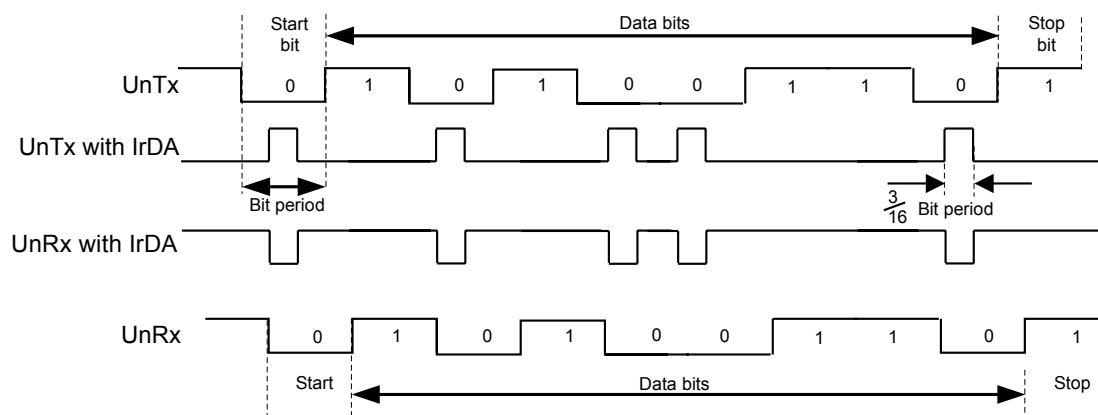 Start bit
Data bits
Stop bit
UnTx
0 1 0 1 0 0 1 1 0 1
UnTx with IrDA
Bit period
3/16 Bit period
UnRx with IrDA
UnRx
0 1 0 1 0 0 1 1 0 1
Start
Data bits
Stop